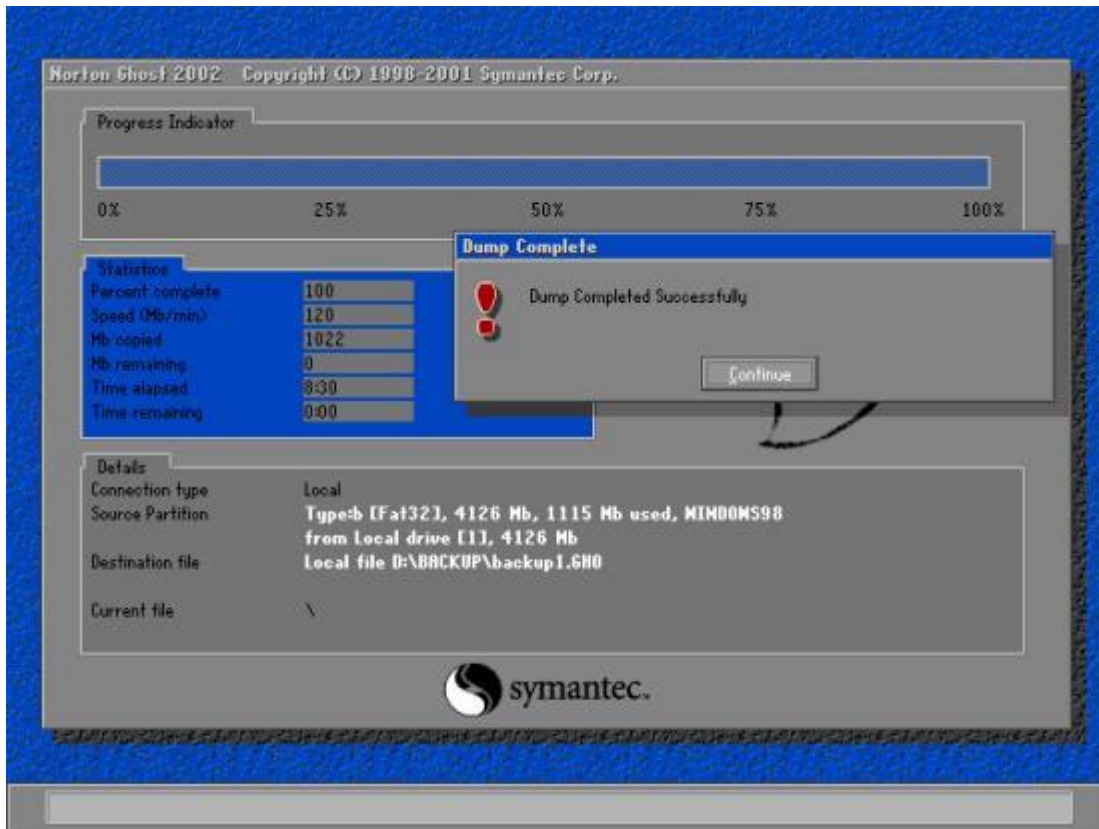 Norton Ghost 2002 Copyright (C) 1998-2001 Symantec Corp.
Progress Indicator
0% 25% 50% 75% 100%
Dump Complete
Dump Completed Successfully
Continue
Statistics
Percent complete 100
Speed (Mb/min) 120
Mb copied 1022
Mb remaining 0
Time elapsed 8:30
Time remaining 0:00
Details
Connection type Local
Source Partition Type:b [Fat32], 4126 Mb, 1115 Mb used, WINDOWS98
from Local drive [1], 4126 Mb
Destination file Local file D:\BACKUP\backup1.GHO
Current file \
symantec.